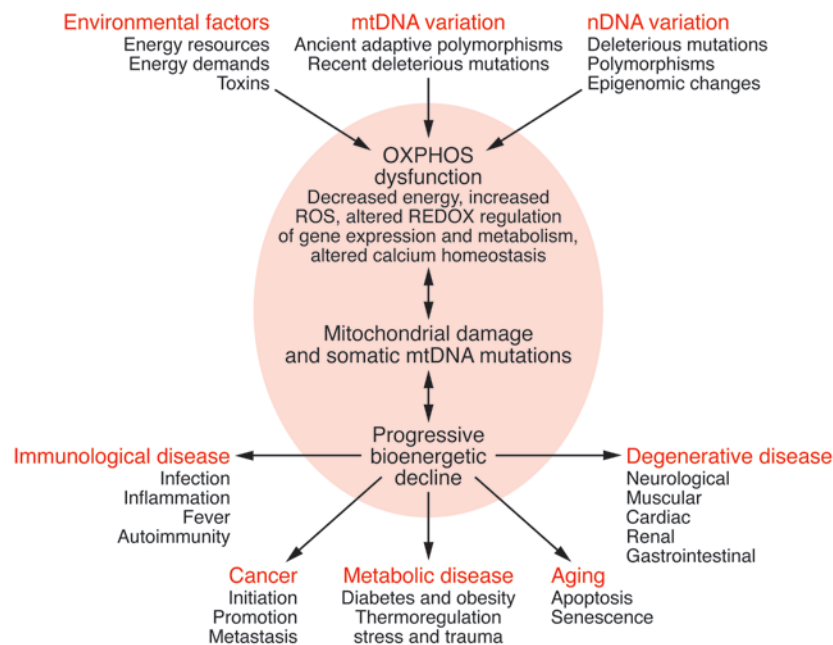 Environmental factors
Energy resources
Energy demands
Toxins
mtDNA variation
Ancient adaptive polymorphisms
Recent deleterious mutations
nDNA variation
Deleterious mutations
Polymorphisms
Epigenomic changes
OXPHOS
dysfunction
Decreased energy, increased
ROS, altered REDOX regulation
of gene expression and metabolism,
altered calcium homeostasis
Mitochondrial damage
and somatic mtDNA mutations
Progressive
bioenergetic
decline
Immunological disease
Infection
Inflammation
Fever
Autoimmunity
Degenerative disease
Neurological
Muscular
Cardiac
Renal
Gastrointestinal
Cancer
Initiation
Promotion
Metastasis
Metabolic disease
Diabetes and obesity
Thermoregulation
stress and trauma
Aging
Apoptosis
Senescence